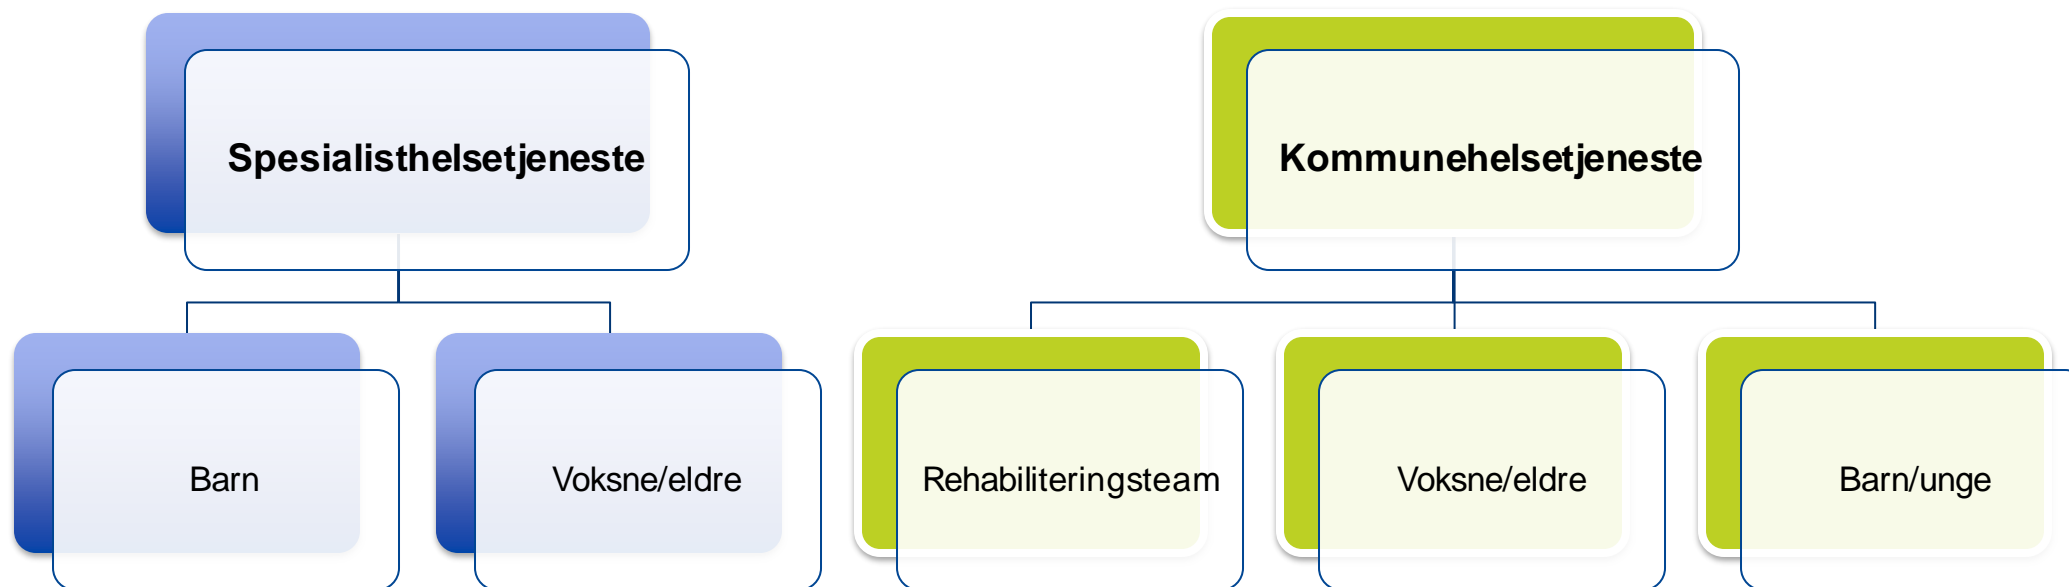 Spesialisthelsetjeneste
Kommunehelsetjeneste
Barn
Voksne/eldre
Rehabiliteringsteam
Voksne/eldre
Barn/unge